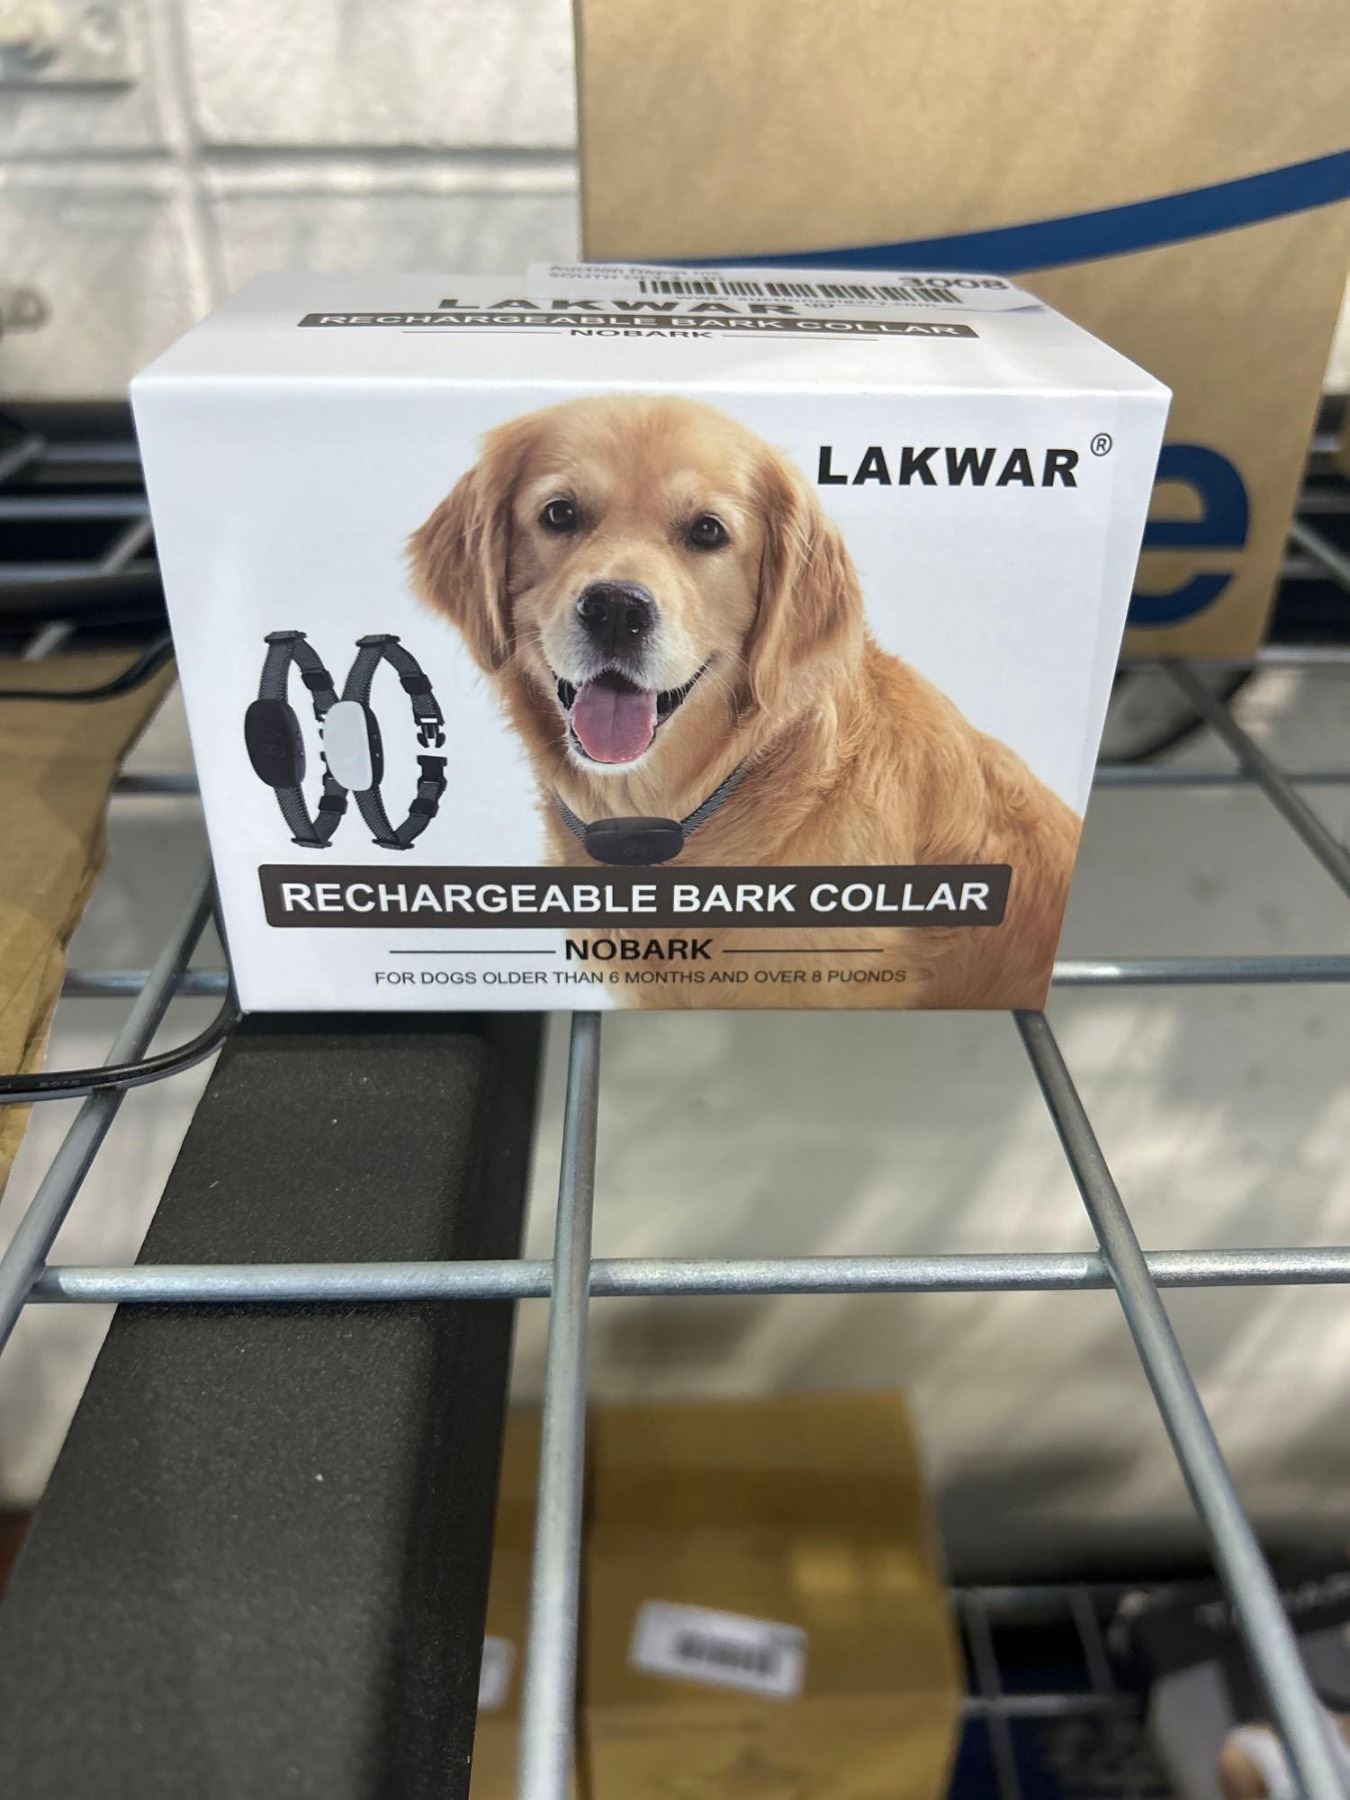 3008
LAKWAR®
RECHARGEABLE BARK COLLAR
NOBARK
LAKWAR®
RECHARGEABLE BARK COLLAR
NOBARK
FOR DOGS OLDER THAN 6 MONTHS AND OVER 8 PUONDS
e